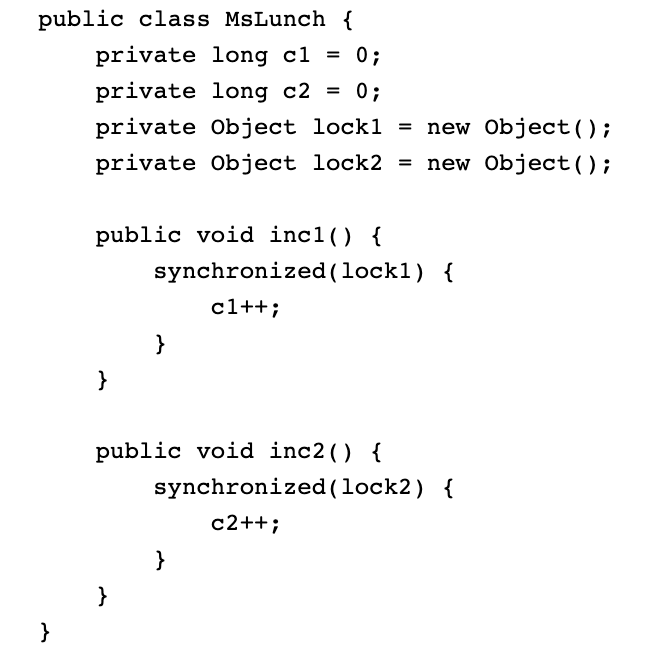 public class MsLunch {
    private long c1 = 0;
    private long c2 = 0;
    private Object lock1 = new Object();
    private Object lock2 = new Object();

    public void inc1() {
        synchronized(lock1) {
            c1++;
        }
    }

    public void inc2() {
        synchronized(lock2) {
            c2++;
        }
    }
}